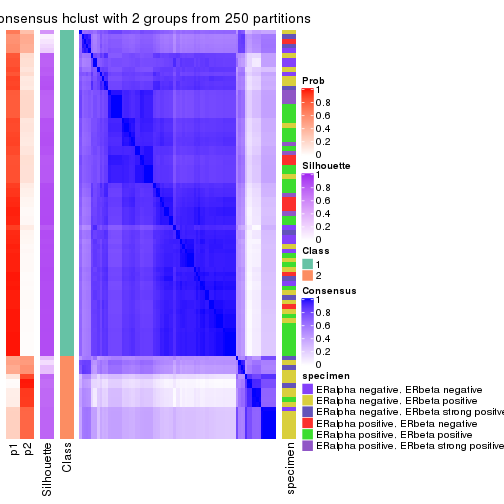 onsensus hclust with 2 groups from 250 partitions
Prob
1
0.8
0.6
0.4
0.2
0
Silhouette
1
0.8
0.6
0.4
0.2
0
Class
1
2
Consensus
1
0.8
0.6
0.4
0.2
0
specimen
ERalpha negative. ERbeta negative
ERalpha negative. ERbeta positive
ERalpha negative. ERbeta strong positive
ERalpha positive. ERbeta negative
ERalpha positive. ERbeta positive
ERalpha positive. ERbeta strong positive
p1
p2
Silhouette
Class
specimen